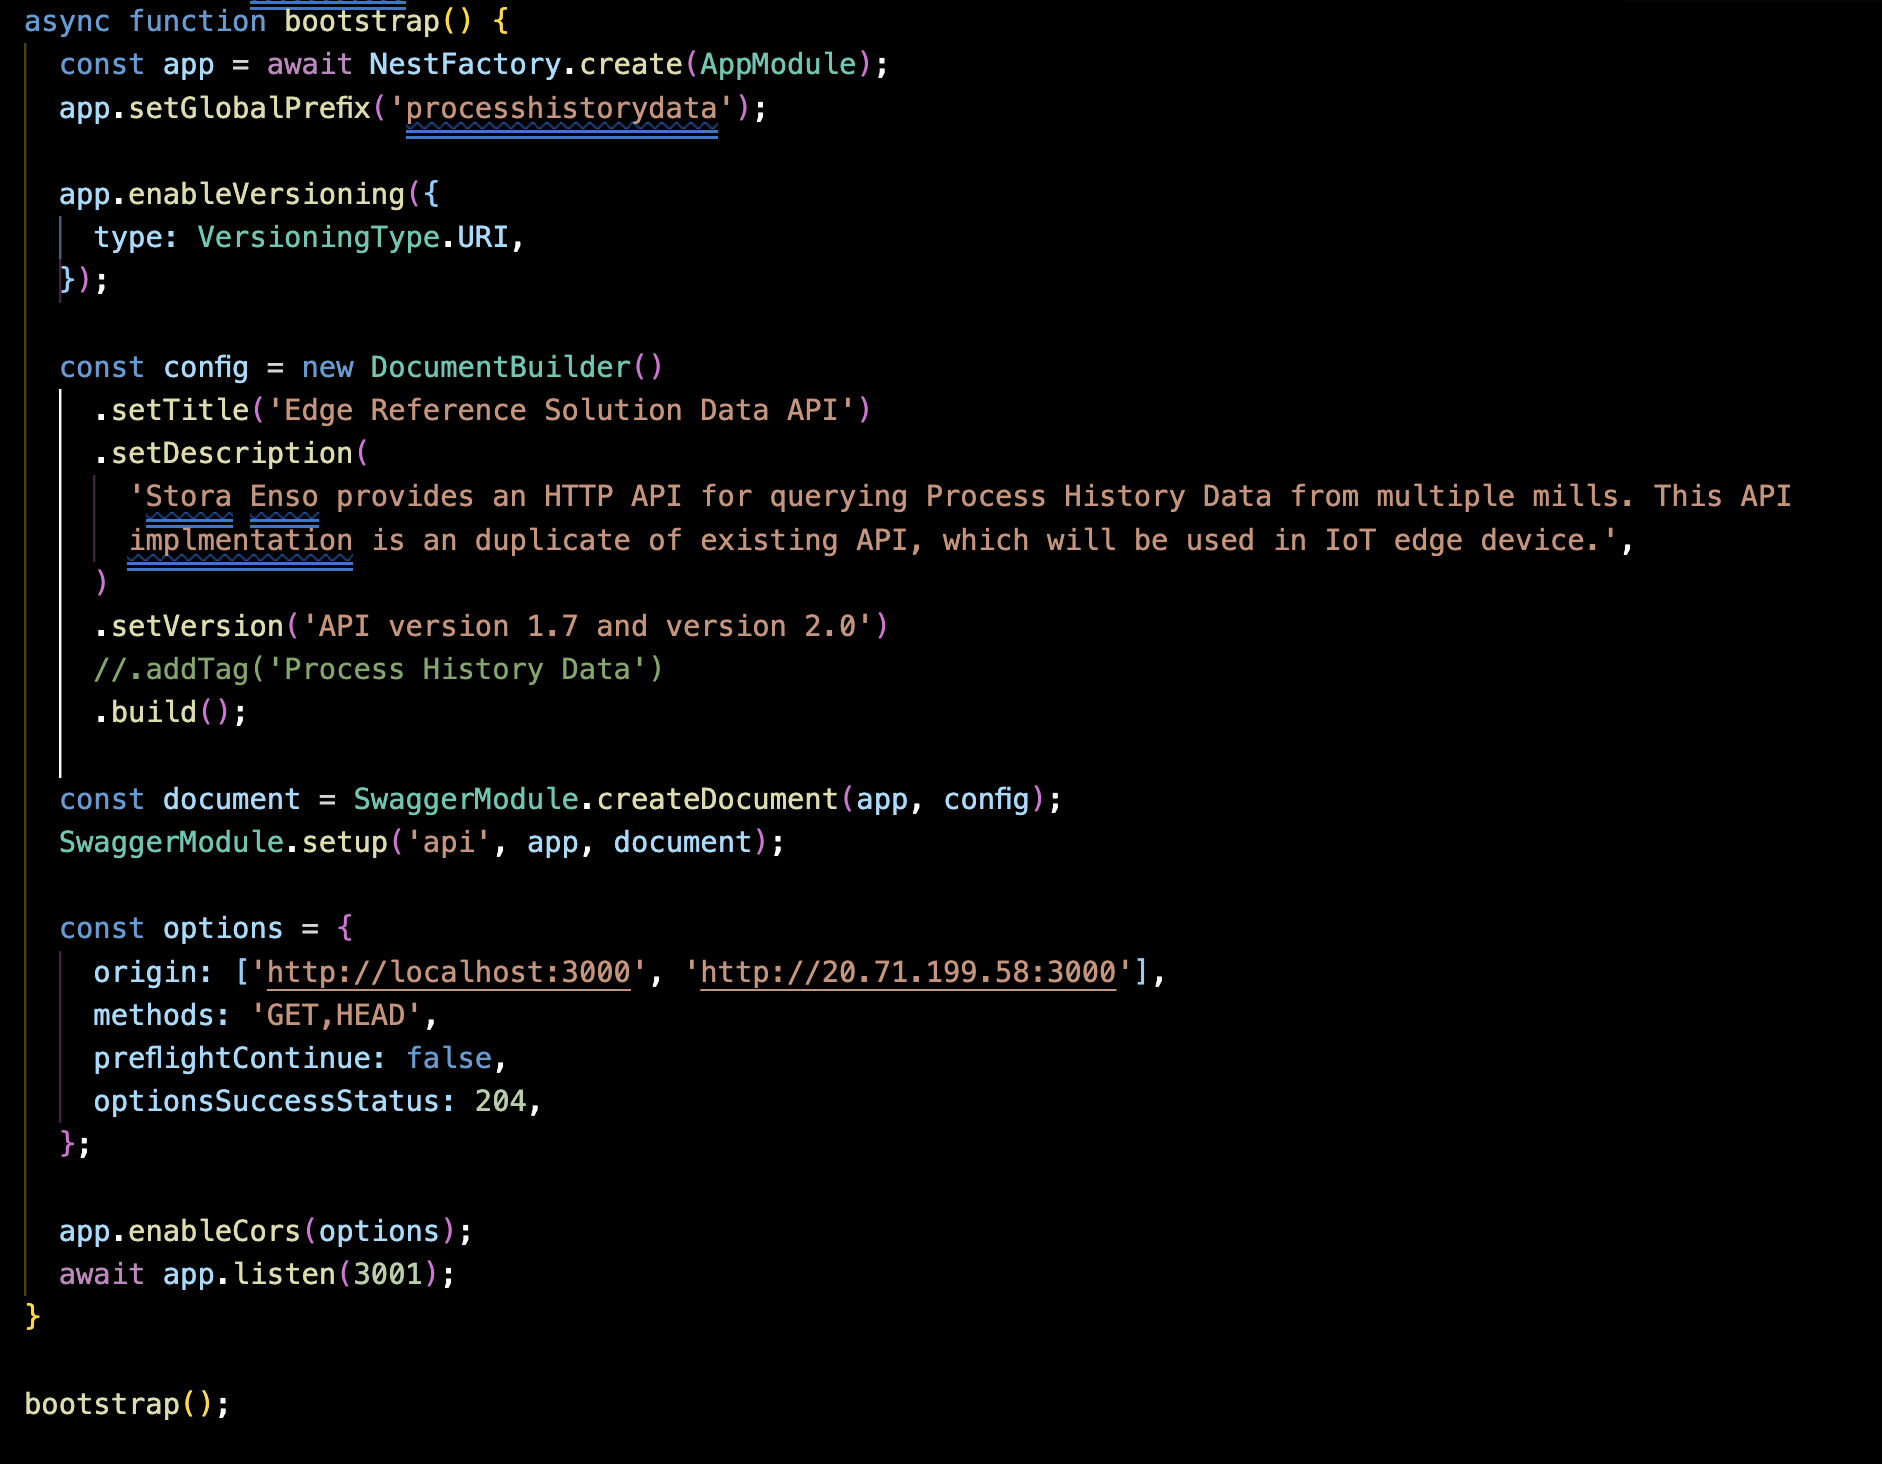 async function bootstrap() {
  const app = await NestFactory.create(AppModule);
  app.setGlobalPrefix('processhistorydata');

  app.enableVersioning({
    type: VersioningType.URI,
  });

  const config = new DocumentBuilder()
    .setTitle('Edge Reference Solution Data API')
    .setDescription(
      'Stora Enso provides an HTTP API for querying Process History Data from multiple mills. This API
      implmentation is an duplicate of existing API, which will be used in IoT edge device.',
    )
    .setVersion('API version 1.7 and version 2.0')
    //.addTag('Process History Data')
    .build();

  const document = SwaggerModule.createDocument(app, config);
  SwaggerModule.setup('api', app, document);

  const options = {
    origin: ['http://localhost:3000', 'http://20.71.199.58:3000'],
    methods: 'GET,HEAD',
    preflightContinue: false,
    optionsSuccessStatus: 204,
  };

  app.enableCors(options);
  await app.listen(3001);
}

bootstrap();